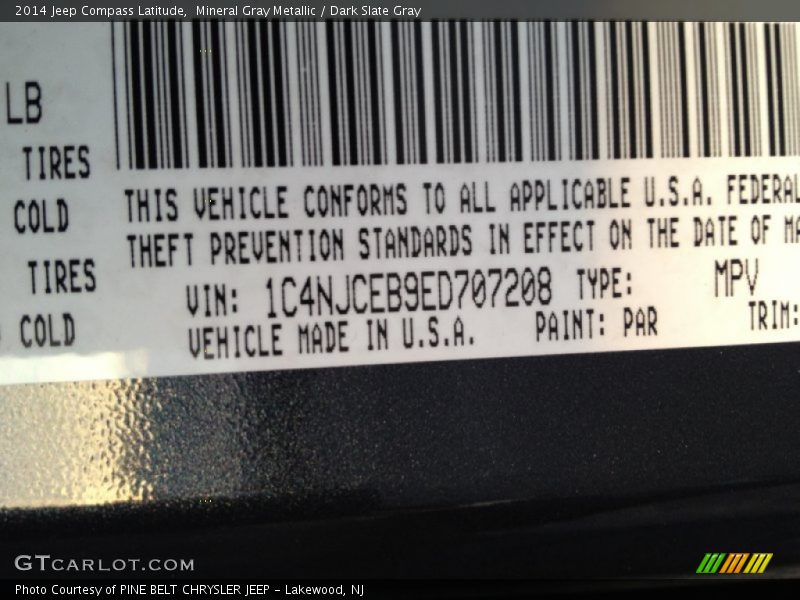 2014 Jeep Compass Latitude, Mineral Gray Metallic / Dark Slate Gray
LB
TIRES
COLD
TIRES
COLD
THIS VEHICLE CONFORMS TO ALL APPLICABLE U.S.A. FEDERAL
THEFT PREVENTION STANDARDS IN EFFECT ON THE DATE OF MA
VIN: 1C4NJCEB9ED707208 TYPE: MPV
VEHICLE MADE IN U.S.A. PAINT: PAR TRIM:
GTCARLOT.COM
Photo Courtesy of PINE BELT CHRYSLER JEEP - Lakewood, NJ